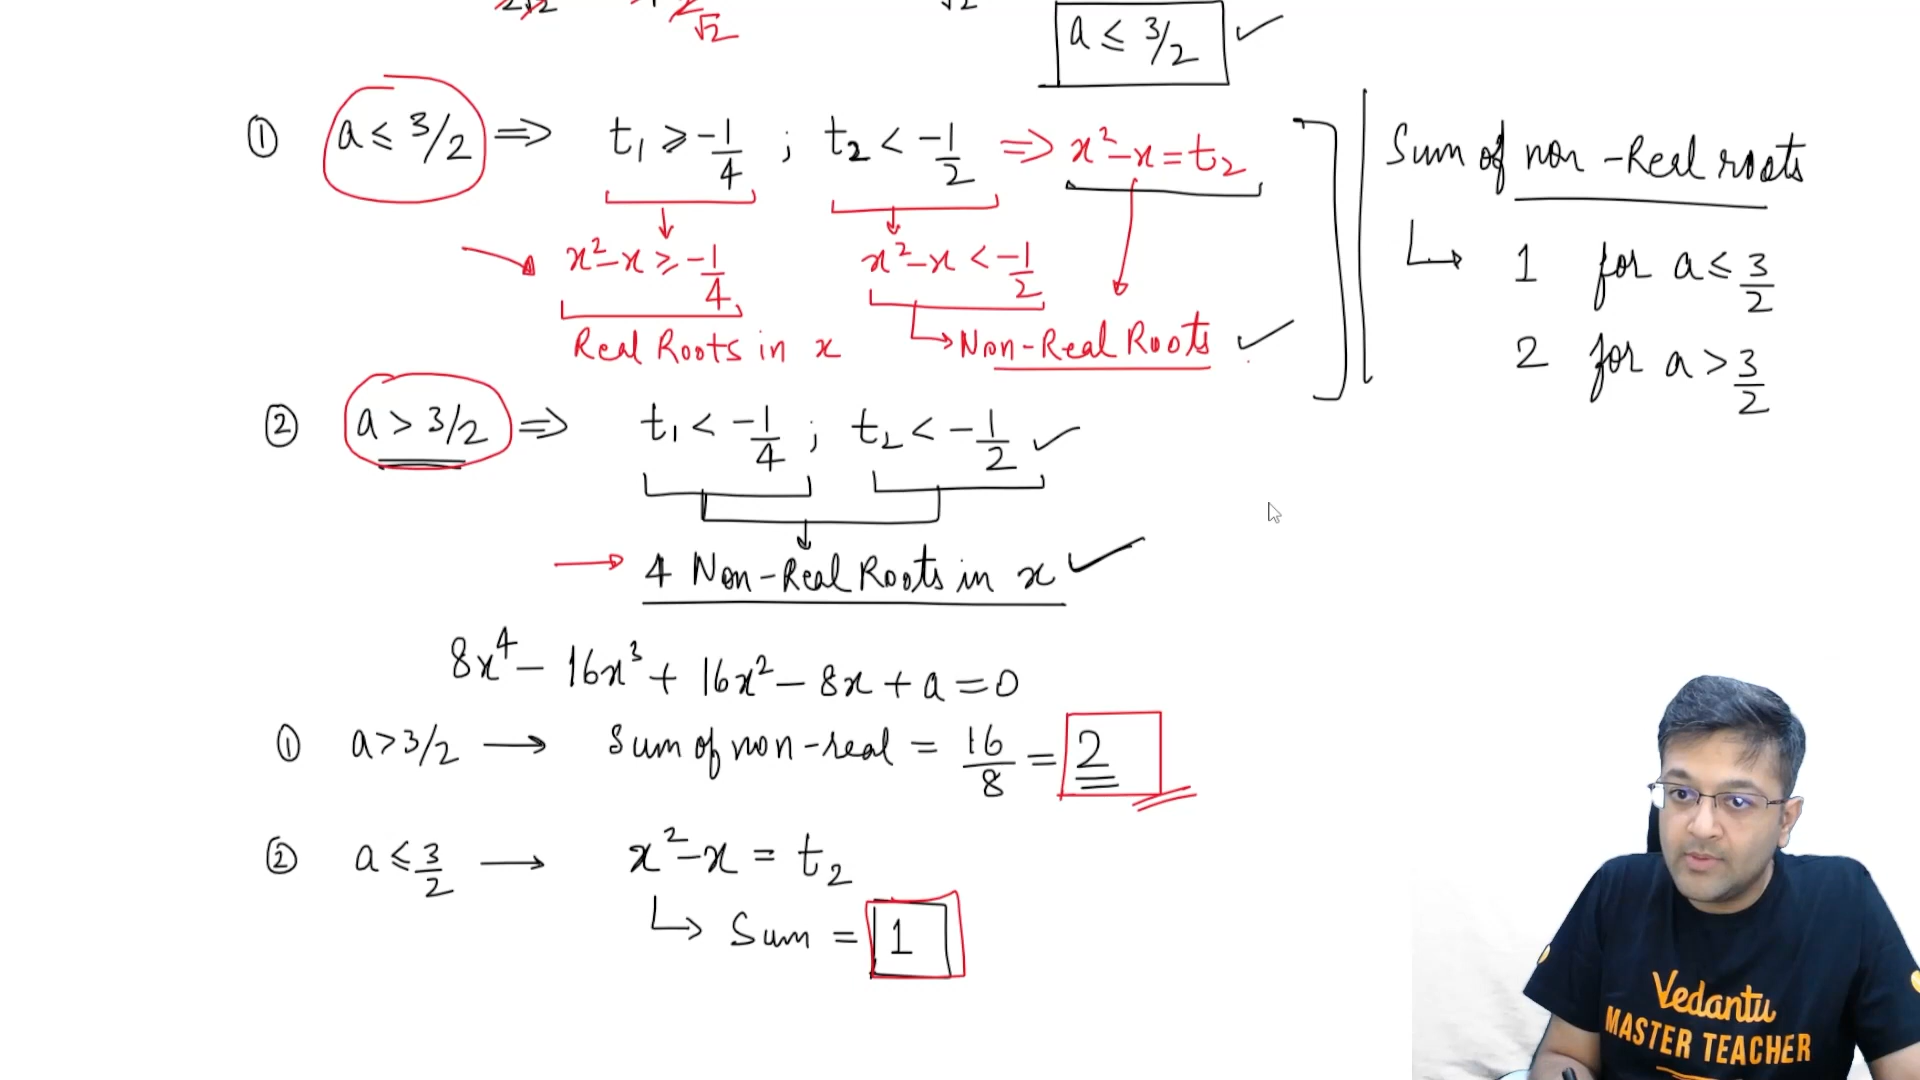 √2
√2
a ≤ 3/2
① a ≤ 3/2 ⇒ t₁ ≥ -1/4 ; t₂ < -1/2 ⇒ x²-x = t₂
x²-x ≥ -1/4
x²-x < -1/2
Real Roots in x
Non-Real Roots
② a > 3/2 ⇒ t₁ < -1/4 ; t₂ < -1/2
4 Non-Real Roots in x
Sum of non-Real roots
1 for a ≤ 3/2
2 for a > 3/2
8x⁴ - 16x³ + 16x² - 8x + a = 0
① a > 3/2 → Sum of non-real = 16/8 = 2
② a ≤ 3/2 → x²-x = t₂
Sum = 1
Vedantu
MASTER TEACHER